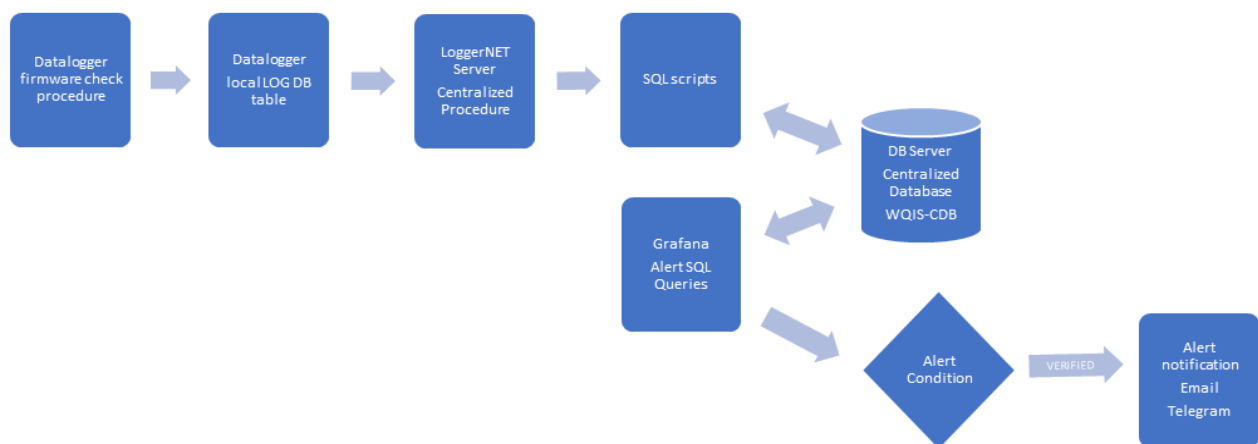 Datalogger
firmware check
procedure
Datalogger
local LOG DB
table
LoggerNET
Server
Centralized
Procedure
SQL scripts
DB Server
Centralized
Database
WQIS-CDB
Grafana
Alert SQL
Queries
Alert
Condition
VERIFIED
Alert
notification
Email
Telegram